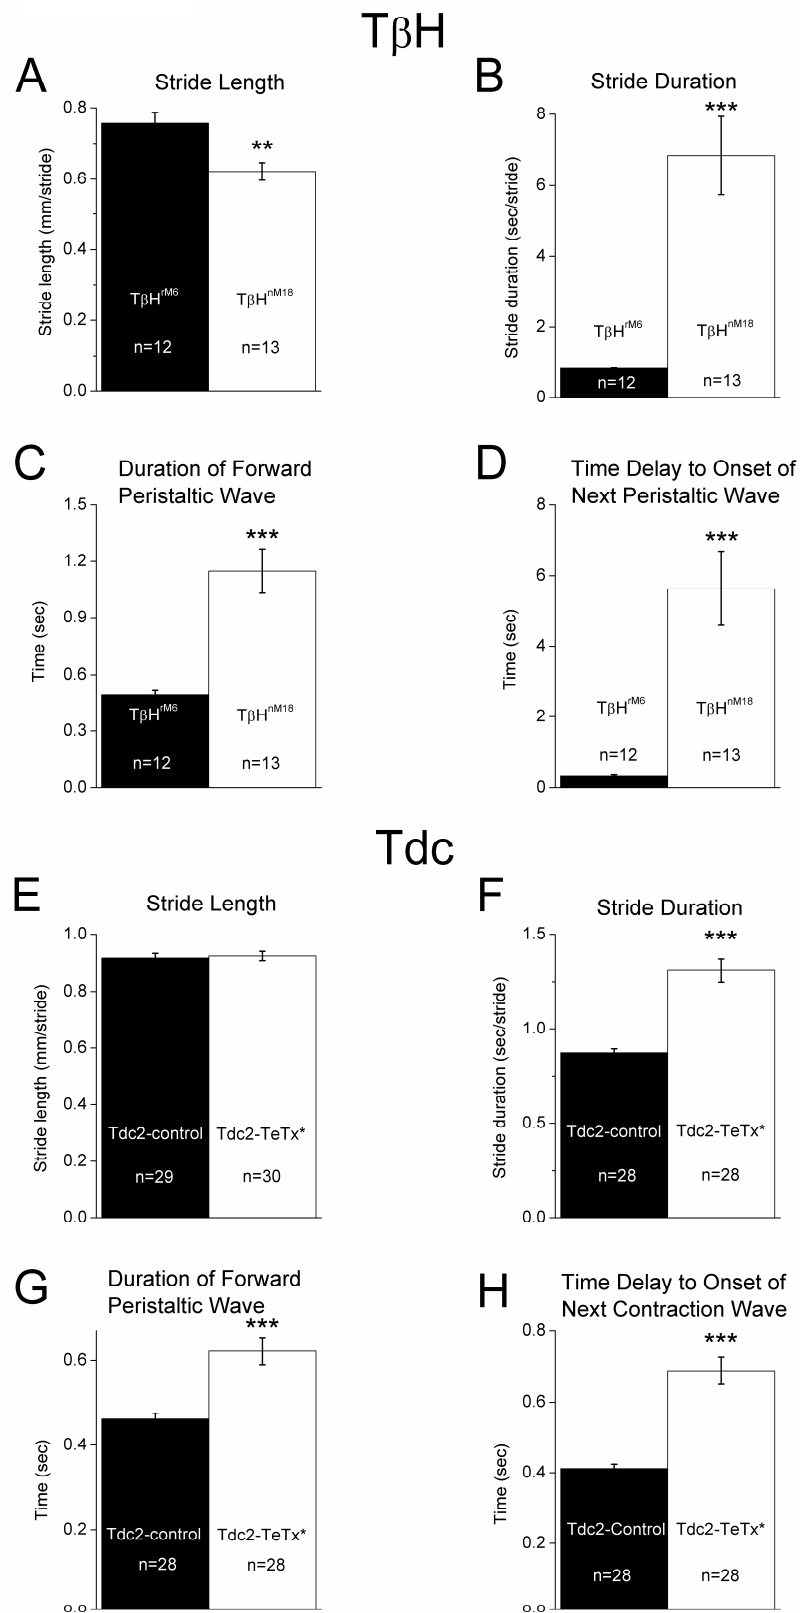 TβH
A
Stride Length
Stride length (mm/stride)
0.8
0.6
0.4
0.2
0.0
**
TβH^rM6
n=12
TβH^nM18
n=13
B
Stride Duration
Stride duration (sec/stride)
8
6
4
2
0
***
TβH^rM6
n=12
TβH^nM18
n=13
C
Duration of Forward
Peristaltic Wave
Time (sec)
1.5
1.2
0.9
0.6
0.3
0.0
***
TβH^rM6
n=12
TβH^nM18
n=13
D
Time Delay to Onset of
Next Peristaltic Wave
Time (sec)
8
6
4
2
0
***
TβH^rM6
n=12
TβH^nM18
n=13
Tdc
E
Stride Length
Stride length (mm/stride)
1.0
0.8
0.6
0.4
0.2
0.0
Tdc2-control
n=29
Tdc2-TeTx*
n=30
F
Stride Duration
Stride duration (sec/stride)
1.5
1.0
0.5
0.0
***
Tdc2-control
n=28
Tdc2-TeTx*
n=28
G
Duration of Forward
Peristaltic Wave
Time (sec)
0.6
0.4
0.2
0.0
***
Tdc2-control
n=28
Tdc2-TeTx*
n=28
H
Time Delay to Onset of
Next Contraction Wave
Time (sec)
0.8
0.6
0.4
0.2
0.0
***
Tdc2-Control
n=28
Tdc2-TeTx*
n=28